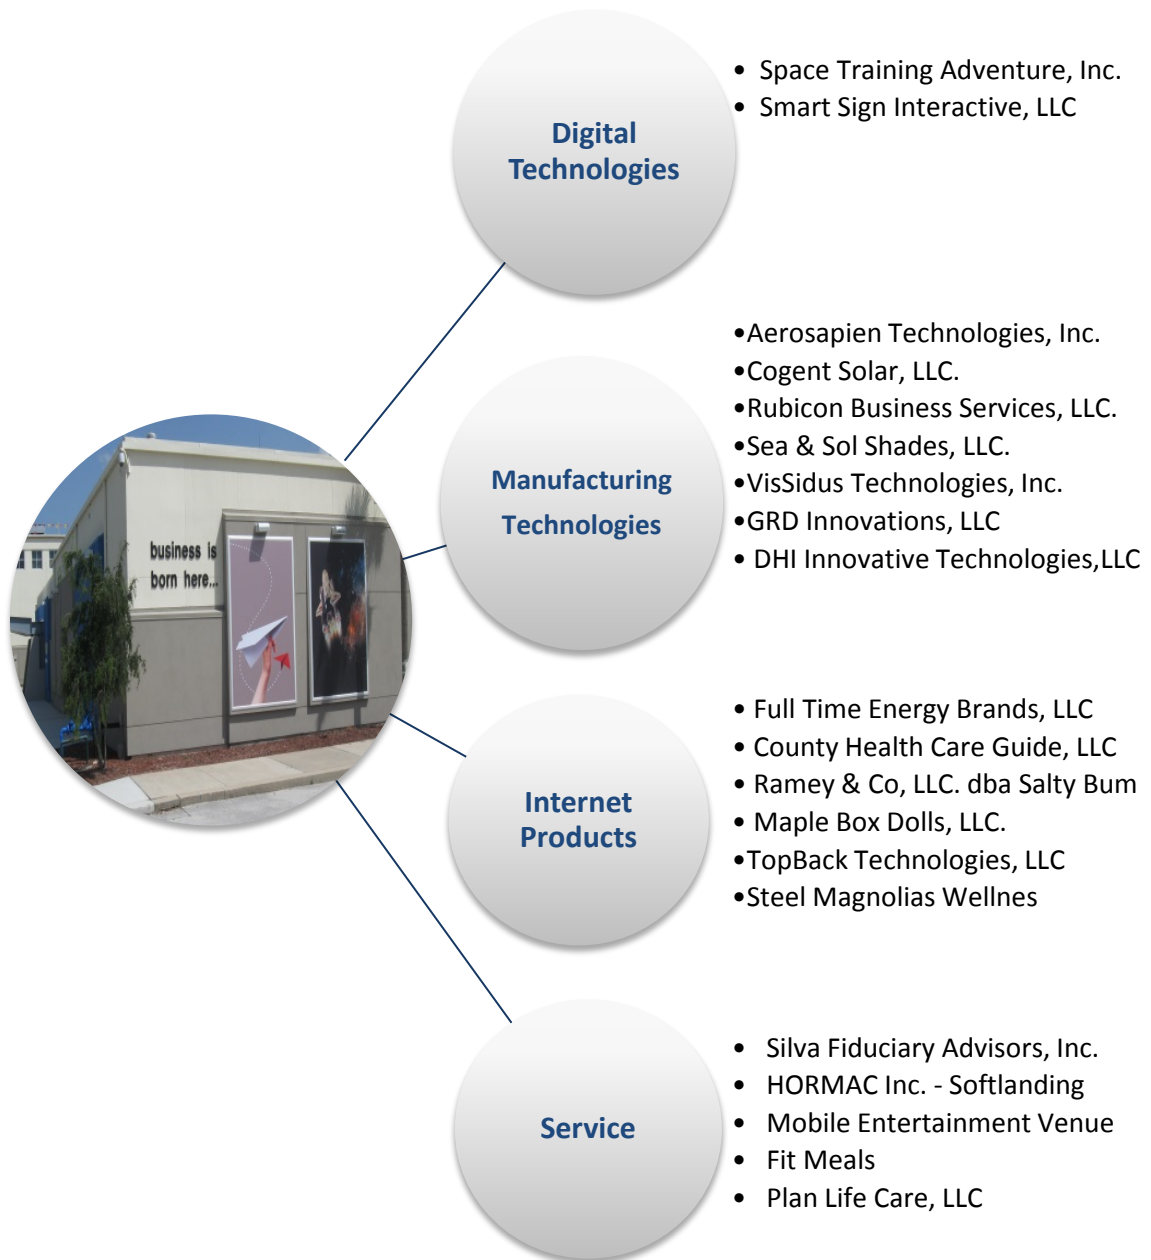 Digital
Technologies
• Space Training Adventure, Inc.
• Smart Sign Interactive, LLC
Manufacturing
Technologies
•Aerosapien Technologies, Inc.
•Cogent Solar, LLC.
•Rubicon Business Services, LLC.
•Sea & Sol Shades, LLC.
•VisSidus Technologies, Inc.
•GRD Innovations, LLC
• DHI Innovative Technologies,LLC
business is
born here...
Internet
Products
• Full Time Energy Brands, LLC
• County Health Care Guide, LLC
• Ramey & Co, LLC. dba Salty Bum
• Maple Box Dolls, LLC.
•TopBack Technologies, LLC
•Steel Magnolias Wellnes
Service
• Silva Fiduciary Advisors, Inc.
• HORMAC Inc. - Softlanding
• Mobile Entertainment Venue
• Fit Meals
• Plan Life Care, LLC